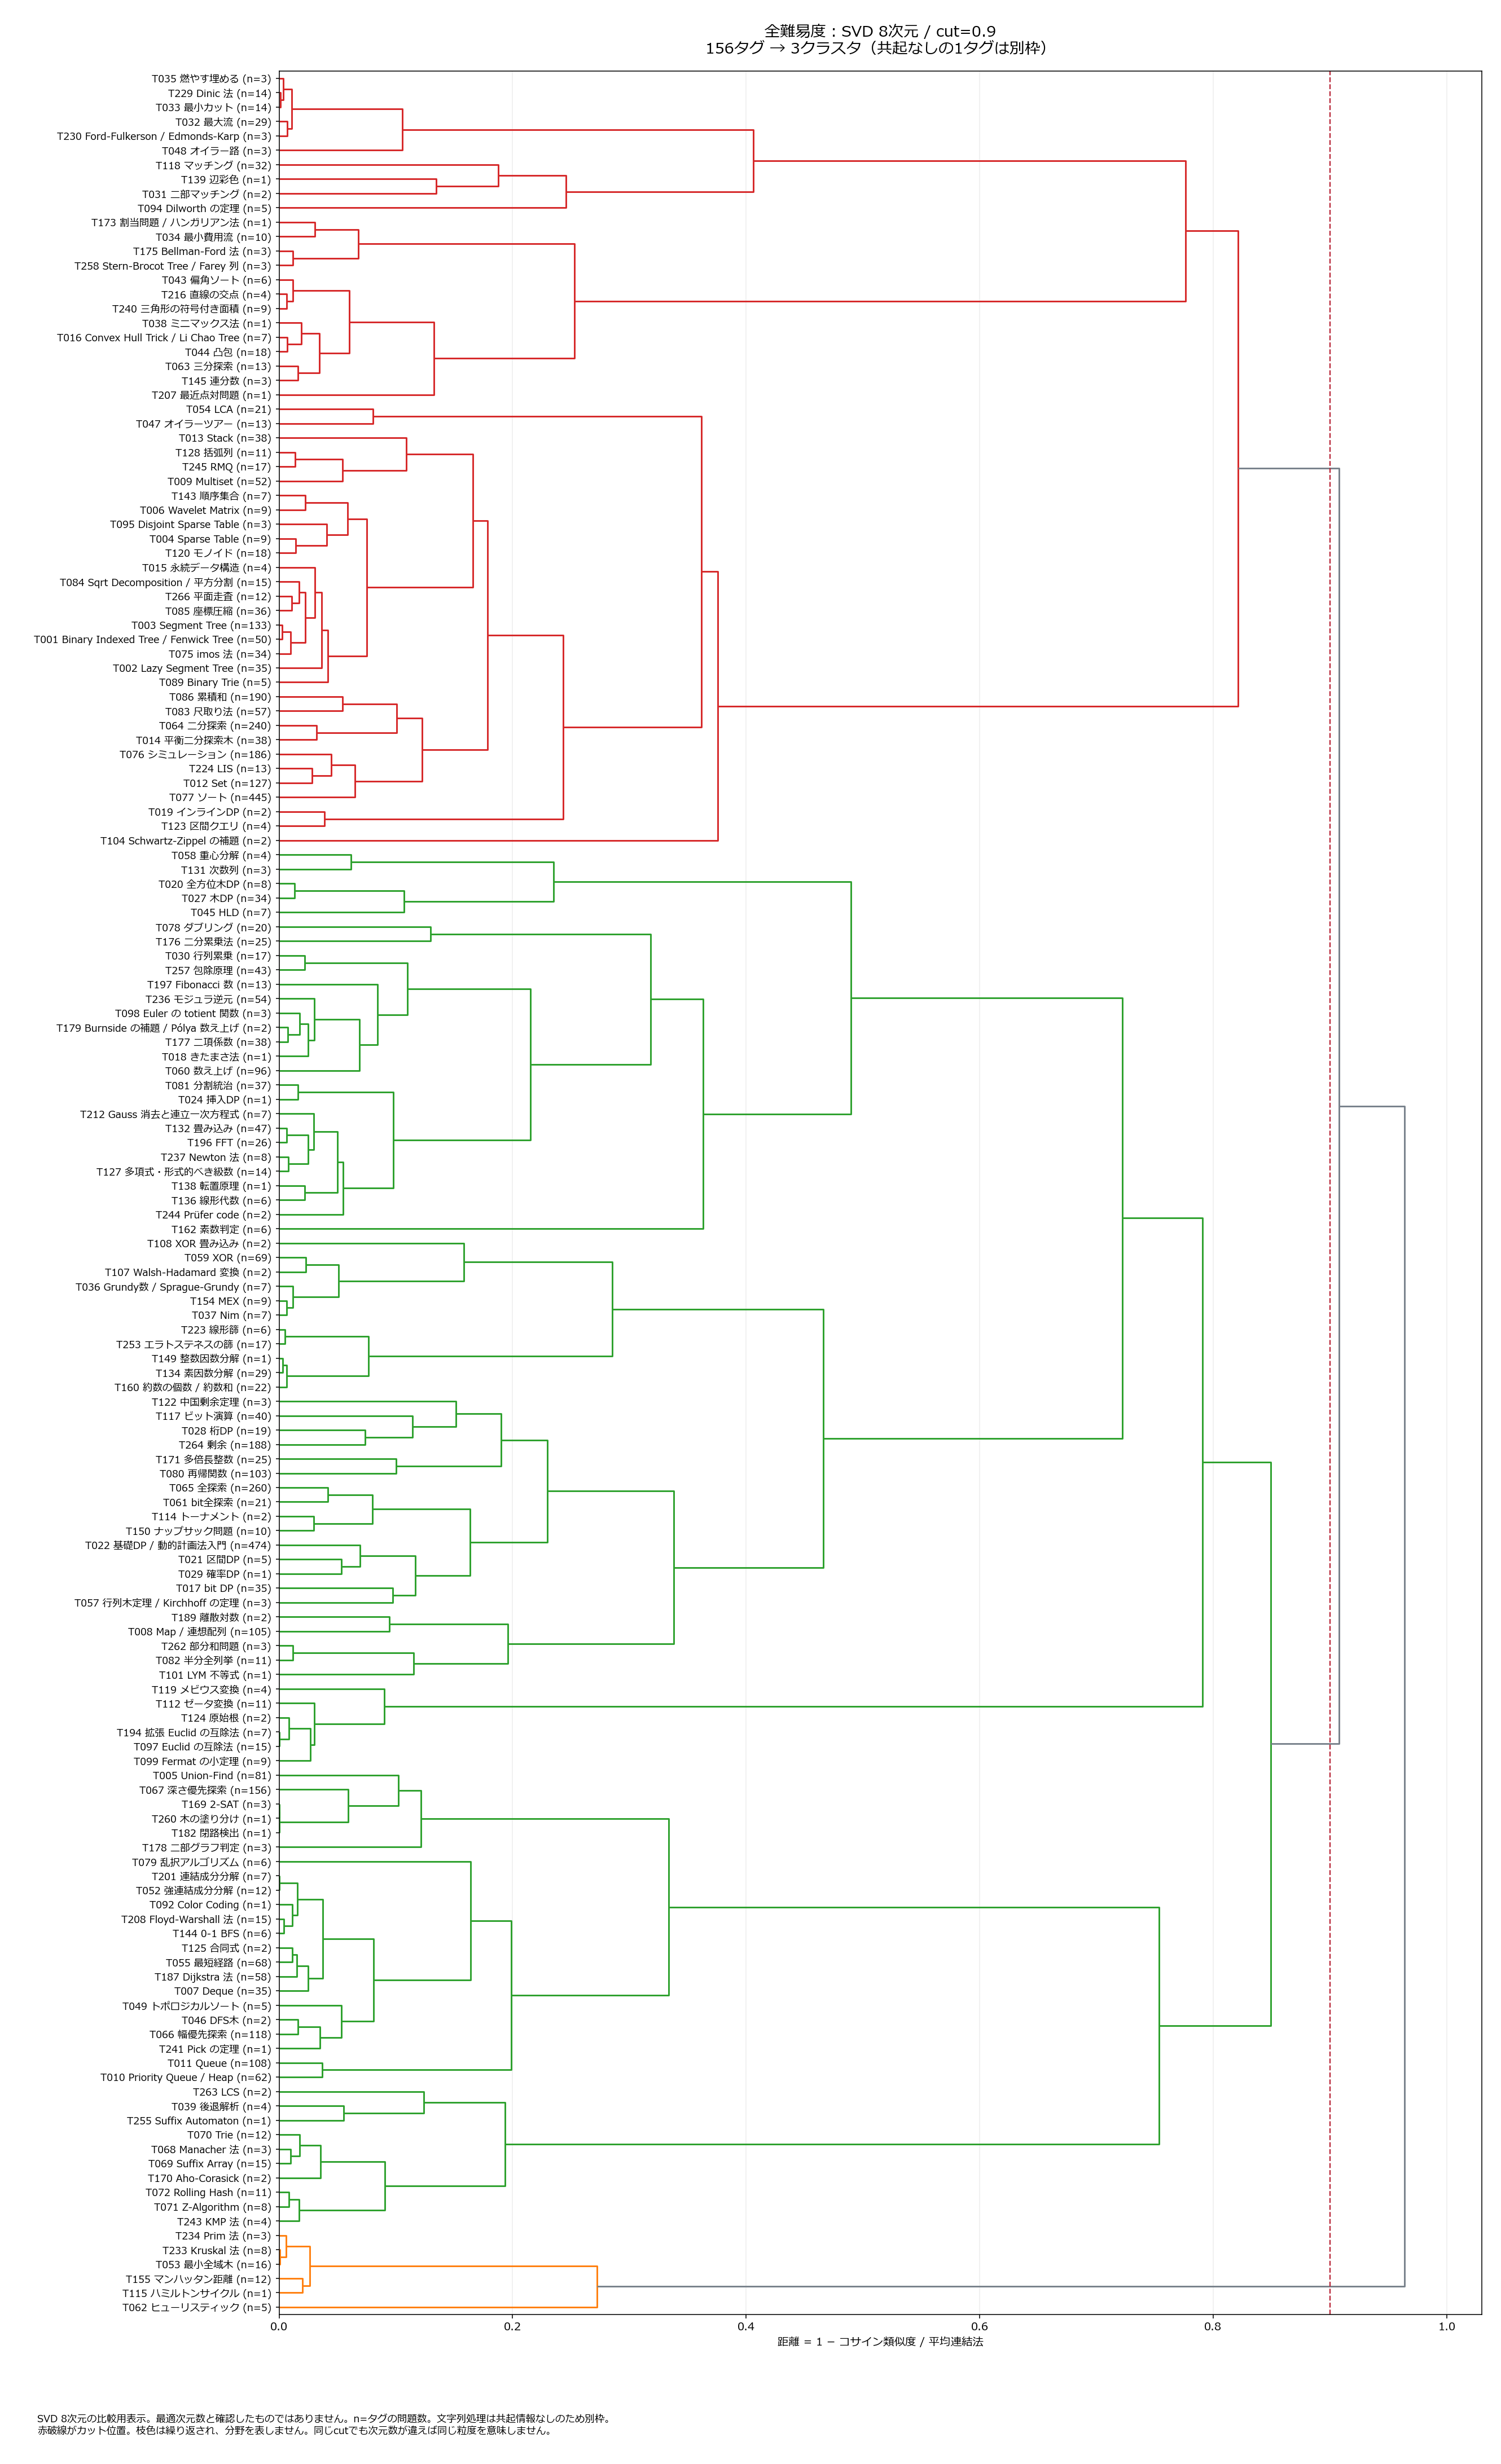 全難易度：SVD 8次元 / cut=0.9
156タグ → 3クラスタ（共起なしの1タグは別枠）
T035 燃やす埋める (n=3)
T229 Dinic 法 (n=14)
T033 最小カット (n=14)
T032 最大流 (n=29)
T230 Ford-Fulkerson / Edmonds-Karp (n=3)
T048 オイラー路 (n=3)
T118 マッチング (n=32)
T139 辺彩色 (n=1)
T031 二部マッチング (n=2)
T094 Dilworth の定理 (n=5)
T173 割当問題 / ハンガリアン法 (n=1)
T034 最小費用流 (n=10)
T175 Bellman-Ford 法 (n=3)
T258 Stern-Brocot Tree / Farey 列 (n=3)
T043 偏角ソート (n=6)
T216 直線の交点 (n=4)
T240 三角形の符号付き面積 (n=9)
T038 ミニマックス法 (n=1)
T016 Convex Hull Trick / Li Chao Tree (n=7)
T044 凸包 (n=18)
T063 三分探索 (n=13)
T145 連分数 (n=3)
T207 最近点対問題 (n=1)
T054 LCA (n=21)
T047 オイラーツアー (n=13)
T013 Stack (n=38)
T128 括弧列 (n=11)
T245 RMQ (n=17)
T009 Multiset (n=52)
T143 順序集合 (n=7)
T006 Wavelet Matrix (n=9)
T095 Disjoint Sparse Table (n=3)
T004 Sparse Table (n=9)
T120 モノイド (n=18)
T015 永続データ構造 (n=4)
T084 Sqrt Decomposition / 平方分割 (n=15)
T266 平面走査 (n=12)
T085 座標圧縮 (n=36)
T003 Segment Tree (n=133)
T001 Binary Indexed Tree / Fenwick Tree (n=50)
T075 imos 法 (n=34)
T002 Lazy Segment Tree (n=35)
T089 Binary Trie (n=5)
T086 累積和 (n=190)
T083 尺取り法 (n=57)
T064 二分探索 (n=240)
T014 平衡二分探索木 (n=38)
T076 シミュレーション (n=186)
T224 LIS (n=13)
T012 Set (n=127)
T077 ソート (n=445)
T019 インラインDP (n=2)
T123 区間クエリ (n=4)
T104 Schwartz-Zippel の補題 (n=2)
T058 重心分解 (n=4)
T131 次数列 (n=3)
T020 全方位木DP (n=8)
T027 木DP (n=34)
T045 HLD (n=7)
T078 ダブリング (n=20)
T176 二分累乗法 (n=25)
T030 行列累乗 (n=17)
T257 包除原理 (n=43)
T197 Fibonacci 数 (n=13)
T236 モジュラ逆元 (n=54)
T098 Euler の totient 関数 (n=3)
T179 Burnside の補題 / Pólya 数え上げ (n=2)
T177 二項係数 (n=38)
T018 きたまさ法 (n=1)
T060 数え上げ (n=96)
T081 分割統治 (n=37)
T024 挿入DP (n=1)
T212 Gauss 消去と連立一次方程式 (n=7)
T132 畳み込み (n=47)
T196 FFT (n=26)
T237 Newton 法 (n=8)
T127 多項式・形式的べき級数 (n=14)
T138 転置原理 (n=1)
T136 線形代数 (n=6)
T244 Prüfer code (n=2)
T162 素数判定 (n=6)
T108 XOR 畳み込み (n=2)
T059 XOR (n=69)
T107 Walsh-Hadamard 変換 (n=2)
T036 Grundy数 / Sprague-Grundy (n=7)
T154 MEX (n=9)
T037 Nim (n=7)
T223 線形篩 (n=6)
T253 エラトステネスの篩 (n=17)
T149 整数因数分解 (n=1)
T134 素因数分解 (n=29)
T160 約数の個数 / 約数和 (n=22)
T122 中国剰余定理 (n=3)
T117 ビット演算 (n=40)
T028 桁DP (n=19)
T264 剰余 (n=188)
T171 多倍長整数 (n=25)
T080 再帰関数 (n=103)
T065 全探索 (n=260)
T061 bit全探索 (n=21)
T114 トーナメント (n=2)
T150 ナップサック問題 (n=10)
T022 基礎DP / 動的計画法入門 (n=474)
T021 区間DP (n=5)
T029 確率DP (n=1)
T017 bit DP (n=35)
T057 行列木定理 / Kirchhoff の定理 (n=3)
T189 離散対数 (n=2)
T008 Map / 連想配列 (n=105)
T262 部分和問題 (n=3)
T082 半分全列挙 (n=11)
T101 LYM 不等式 (n=1)
T119 メビウス変換 (n=4)
T112 ゼータ変換 (n=11)
T124 原始根 (n=2)
T194 拡張 Euclid の互除法 (n=7)
T097 Euclid の互除法 (n=15)
T099 Fermat の小定理 (n=9)
T005 Union-Find (n=81)
T067 深さ優先探索 (n=156)
T169 2-SAT (n=3)
T260 木の塗り分け (n=1)
T182 閉路検出 (n=1)
T178 二部グラフ判定 (n=3)
T079 乱択アルゴリズム (n=6)
T201 連結成分分解 (n=7)
T052 強連結成分分解 (n=12)
T092 Color Coding (n=1)
T208 Floyd-Warshall 法 (n=15)
T144 0-1 BFS (n=6)
T125 合同式 (n=2)
T055 最短経路 (n=68)
T187 Dijkstra 法 (n=58)
T007 Deque (n=35)
T049 トポロジカルソート (n=5)
T046 DFS木 (n=2)
T066 幅優先探索 (n=118)
T241 Pick の定理 (n=1)
T011 Queue (n=108)
T010 Priority Queue / Heap (n=62)
T263 LCS (n=2)
T039 後退解析 (n=4)
T255 Suffix Automaton (n=1)
T070 Trie (n=12)
T068 Manacher 法 (n=3)
T069 Suffix Array (n=15)
T170 Aho-Corasick (n=2)
T072 Rolling Hash (n=11)
T071 Z-Algorithm (n=8)
T243 KMP 法 (n=4)
T234 Prim 法 (n=3)
T233 Kruskal 法 (n=8)
T053 最小全域木 (n=16)
T155 マンハッタン距離 (n=12)
T115 ハミルトンサイクル (n=1)
T062 ヒューリスティック (n=5)
0.0 0.2 0.4 0.6 0.8 1.0
距離 = 1 − コサイン類似度 / 平均連結法
SVD 8次元の比較用表示。最適次元数と確認したものではありません。n=タグの問題数。文字列処理は共起情報なしのため別枠。
赤破線がカット位置。枝色は繰り返され、分野を表しません。同じcutでも次元数が違えば同じ粒度を意味しません。